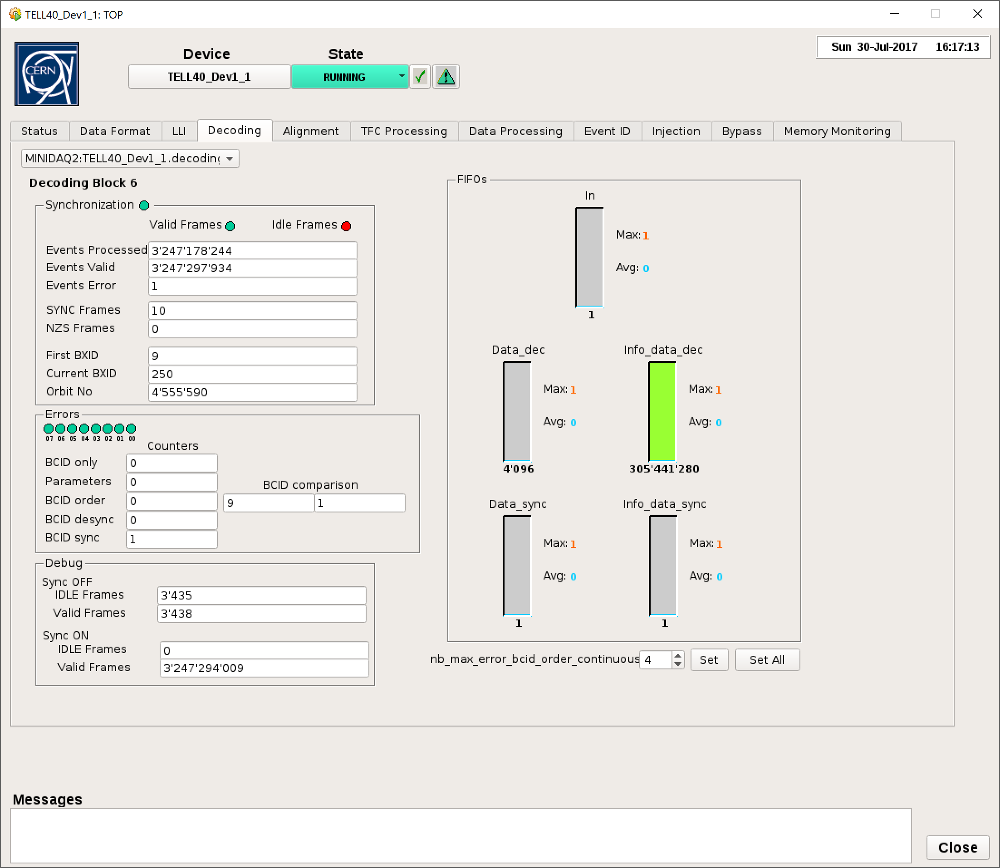 TELL40_Dev1_1: TOP
Sun 30-Jul-2017 16:17:13
CERN
Device State
TELL40_Dev1_1 RUNNING
Status Data Format LLI Decoding Alignment TFC Processing Data Processing Event ID Injection Bypass Memory Monitoring
MINIDAQ2:TELL40_Dev1_1.decoding
Decoding Block 6
Synchronization
Valid Frames Idle Frames
Events Processed 3'247'178'244
Events Valid 3'247'297'934
Events Error 1
SYNC Frames 10
NZS Frames 0
First BXID 9
Current BXID 250
Orbit No 4'555'590
Errors
07 06 05 04 03 02 01 00
Counters
BCID only 0
Parameters 0
BCID order 0
BCID desync 0
BCID sync 1
BCID comparison
9 1
Debug
Sync OFF
IDLE Frames 3'435
Valid Frames 3'438
Sync ON
IDLE Frames 0
Valid Frames 3'247'294'009
FIFOs
In
Max: 1
Avg: 0
1
Data_dec
Max: 1
Avg: 0
4'096
Info_data_dec
Max: 1
Avg: 0
305'441'280
Data_sync
Max: 1
Avg: 0
1
Info_data_sync
Max: 1
Avg: 0
1
nb_max_error_bcid_order_continuous 4 Set Set All
Messages
Close